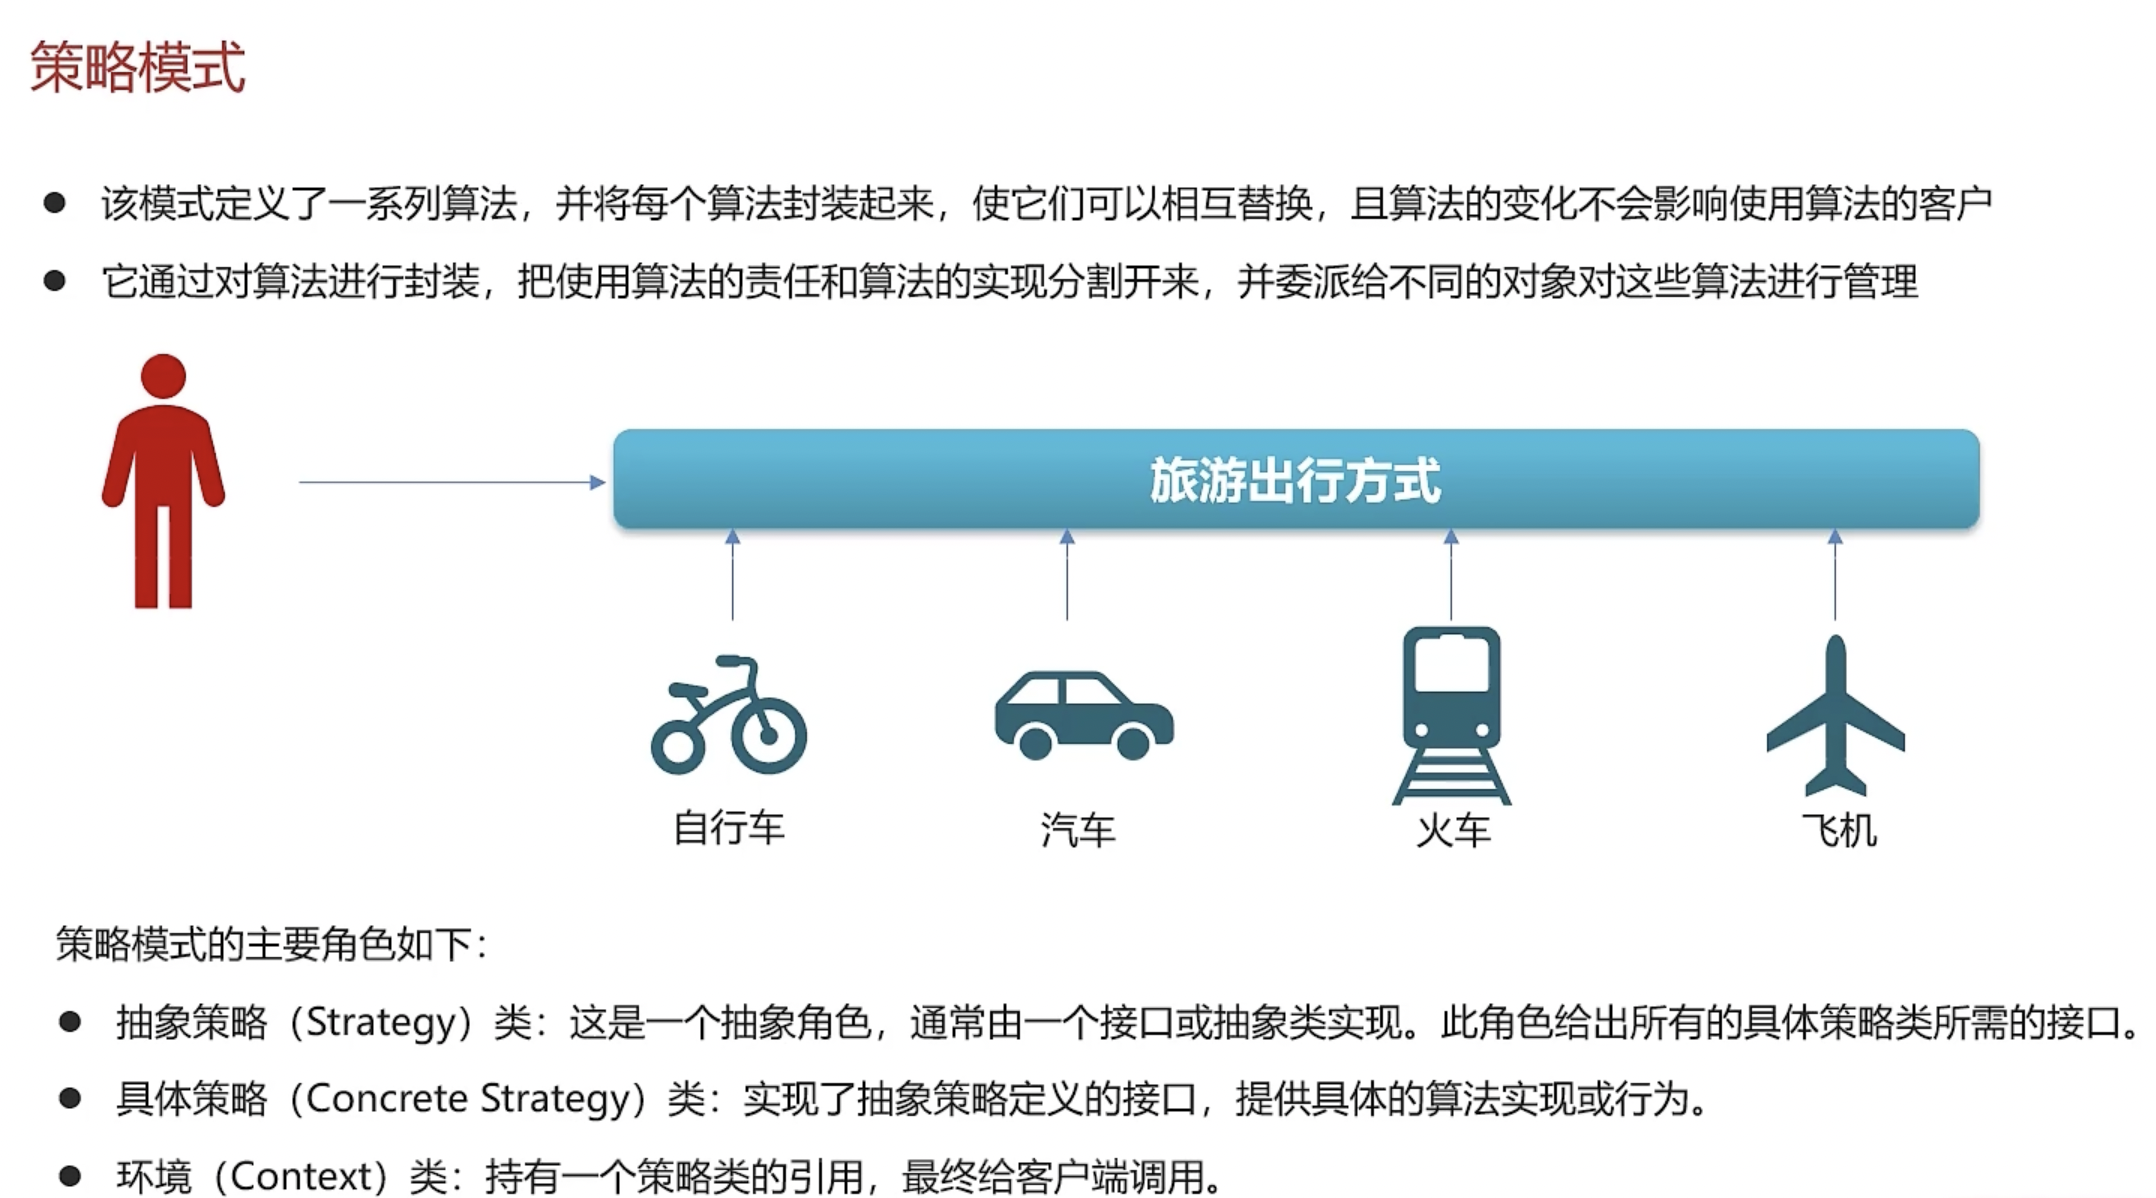 策略模式
● 该模式定义了一系列算法，并将每个算法封装起来，使它们可以相互替换，且算法的变化不会影响使用算法的客户
● 它通过对算法进行封装，把使用算法的责任和算法的实现分割开来，并委派给不同的对象对这些算法进行管理
旅游出行方式
自行车 汽车 火车 飞机
策略模式的主要角色如下：
● 抽象策略（Strategy）类：这是一个抽象角色，通常由一个接口或抽象类实现。此角色给出所有的具体策略类所需的接口。
● 具体策略（Concrete Strategy）类：实现了抽象策略定义的接口，提供具体的算法实现或行为。
● 环境（Context）类：持有一个策略类的引用，最终给客户端调用。